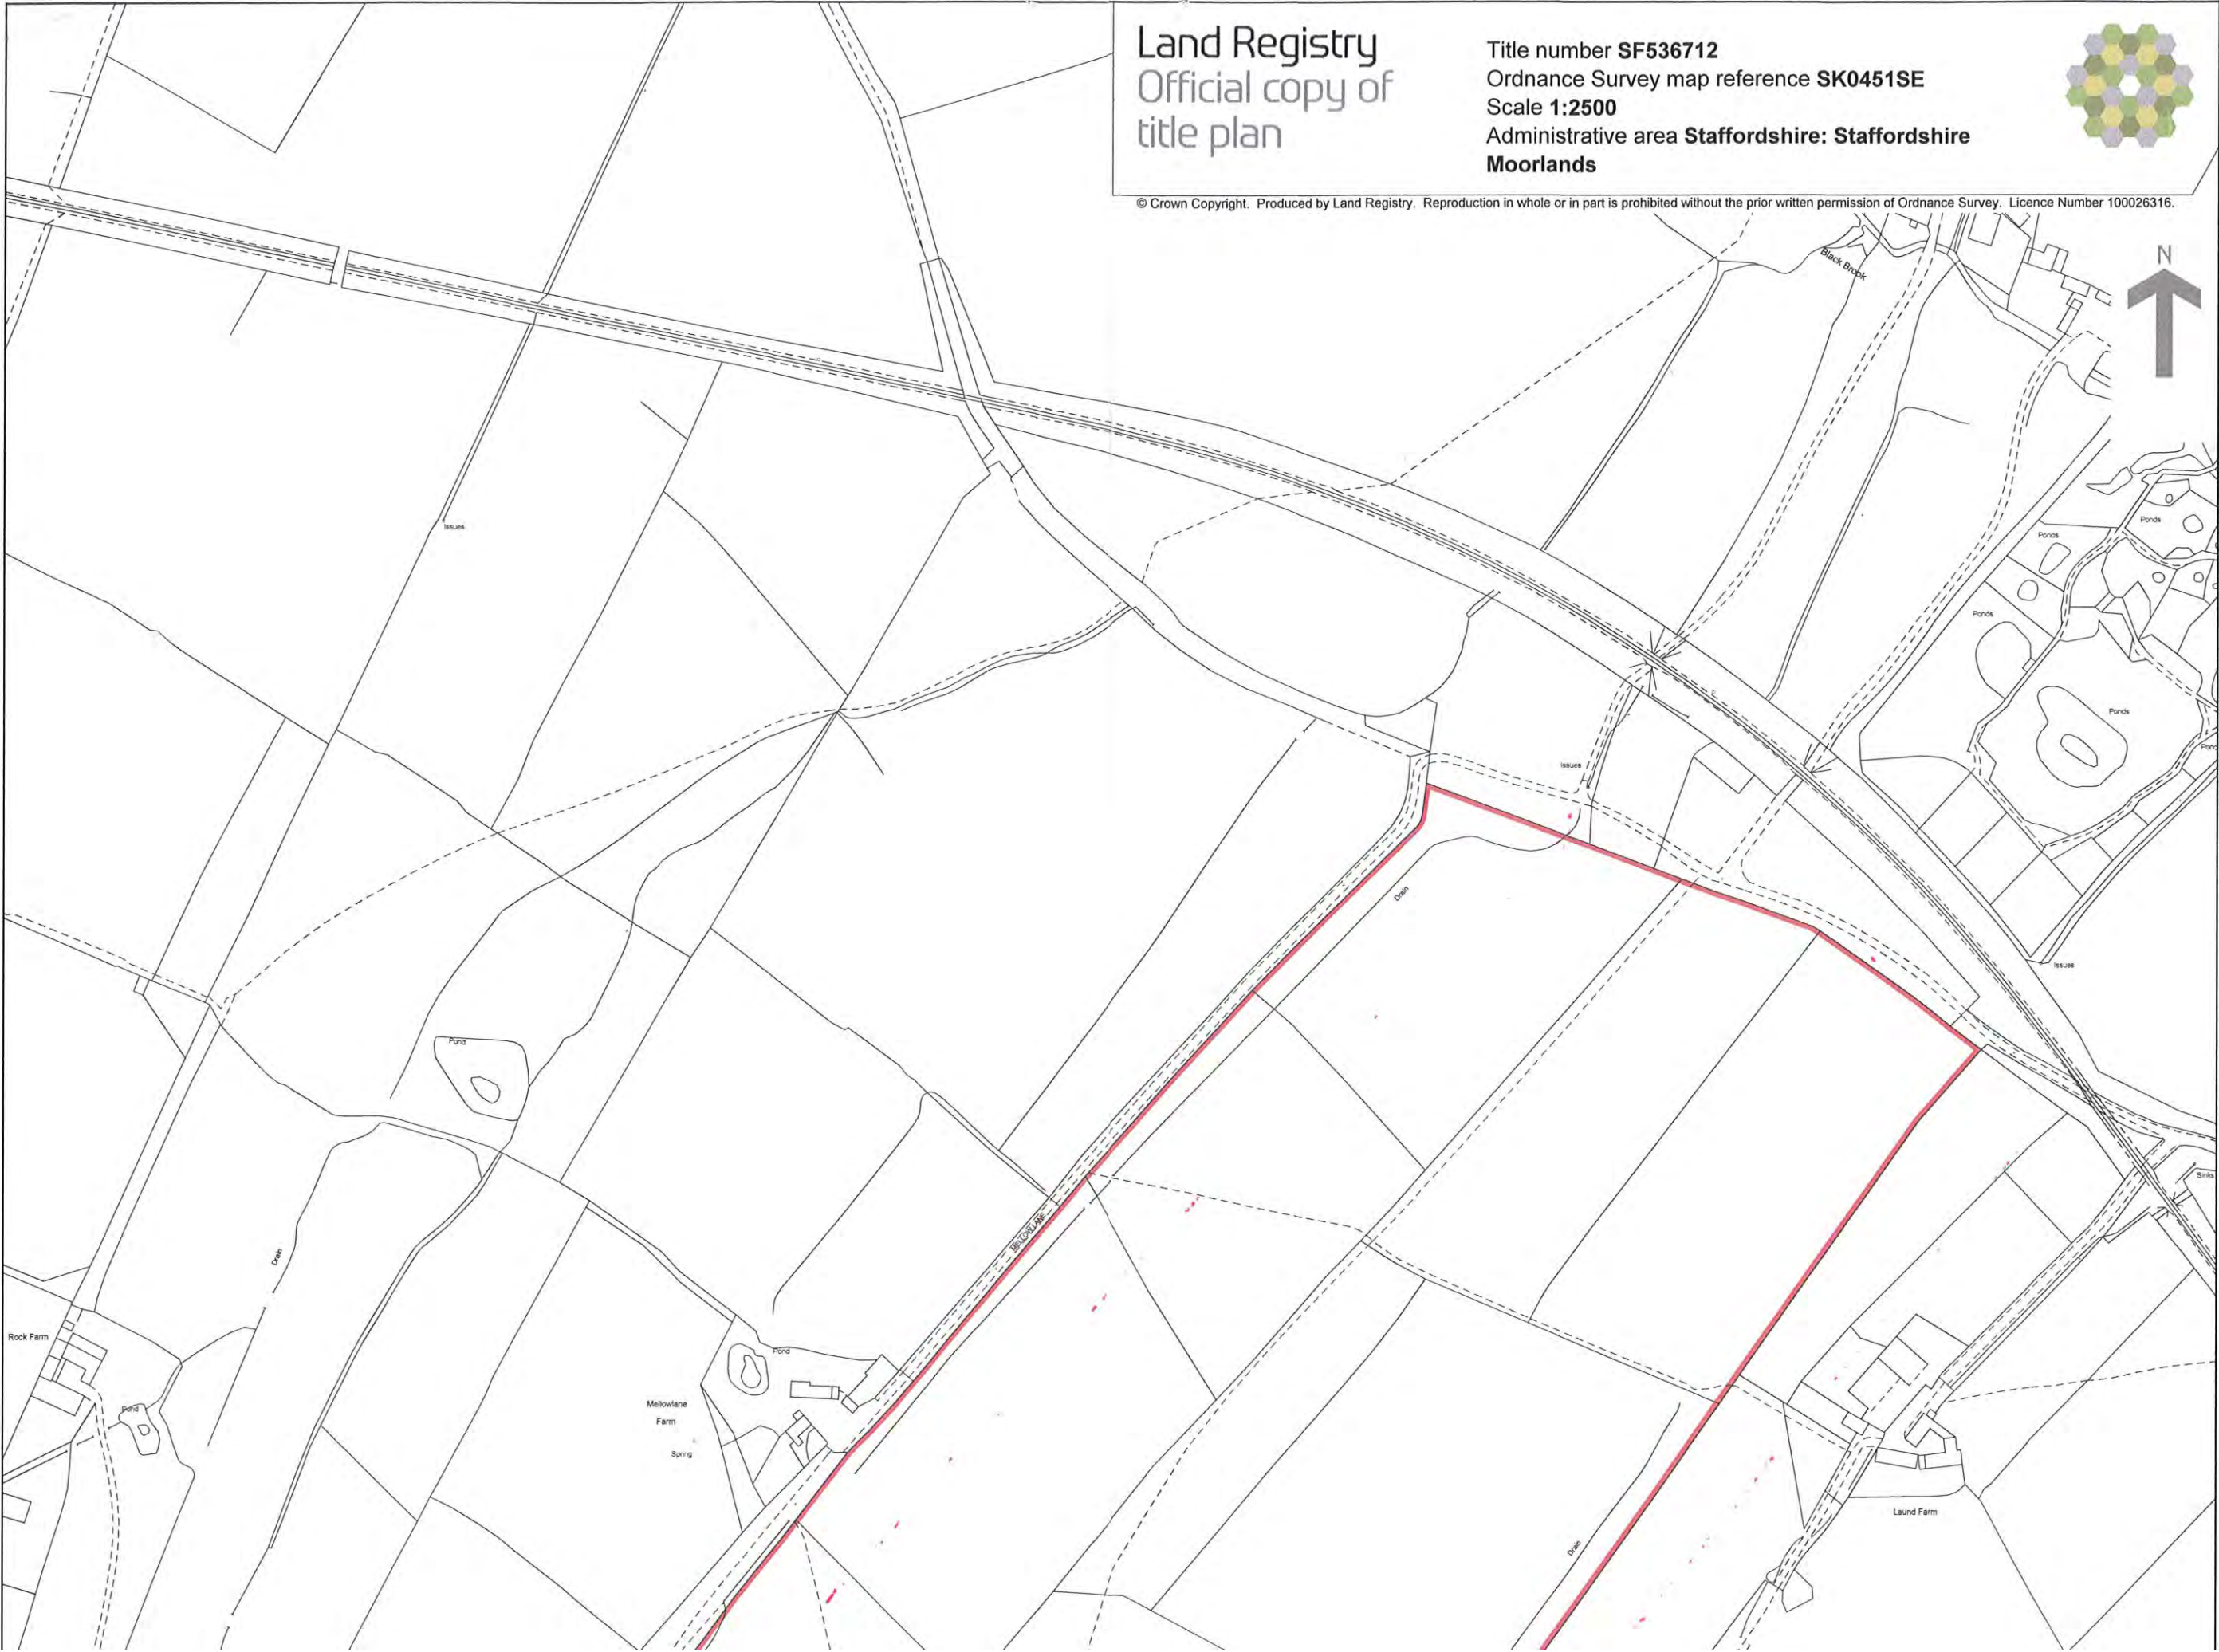 Land Registry
Official copy of
title plan
Title number SF536712
Ordnance Survey map reference SK0451SE
Scale 1:2500
Administrative area Staffordshire: Staffordshire
Moorlands
© Crown Copyright. Produced by Land Registry. Reproduction in whole or in part is prohibited without the prior written permission of Ordnance Survey. Licence Number 100026316.
N
Black Brook
Issues
Ponds
Ponds
Ponds
Ponds
Pond
Issues
Drain
Issues
Pond
Sinks
MELLOW LANE
Drain
Rock Farm
Pond
Pond
Mellowlane
Farm
Spring
Laund Farm
Drain